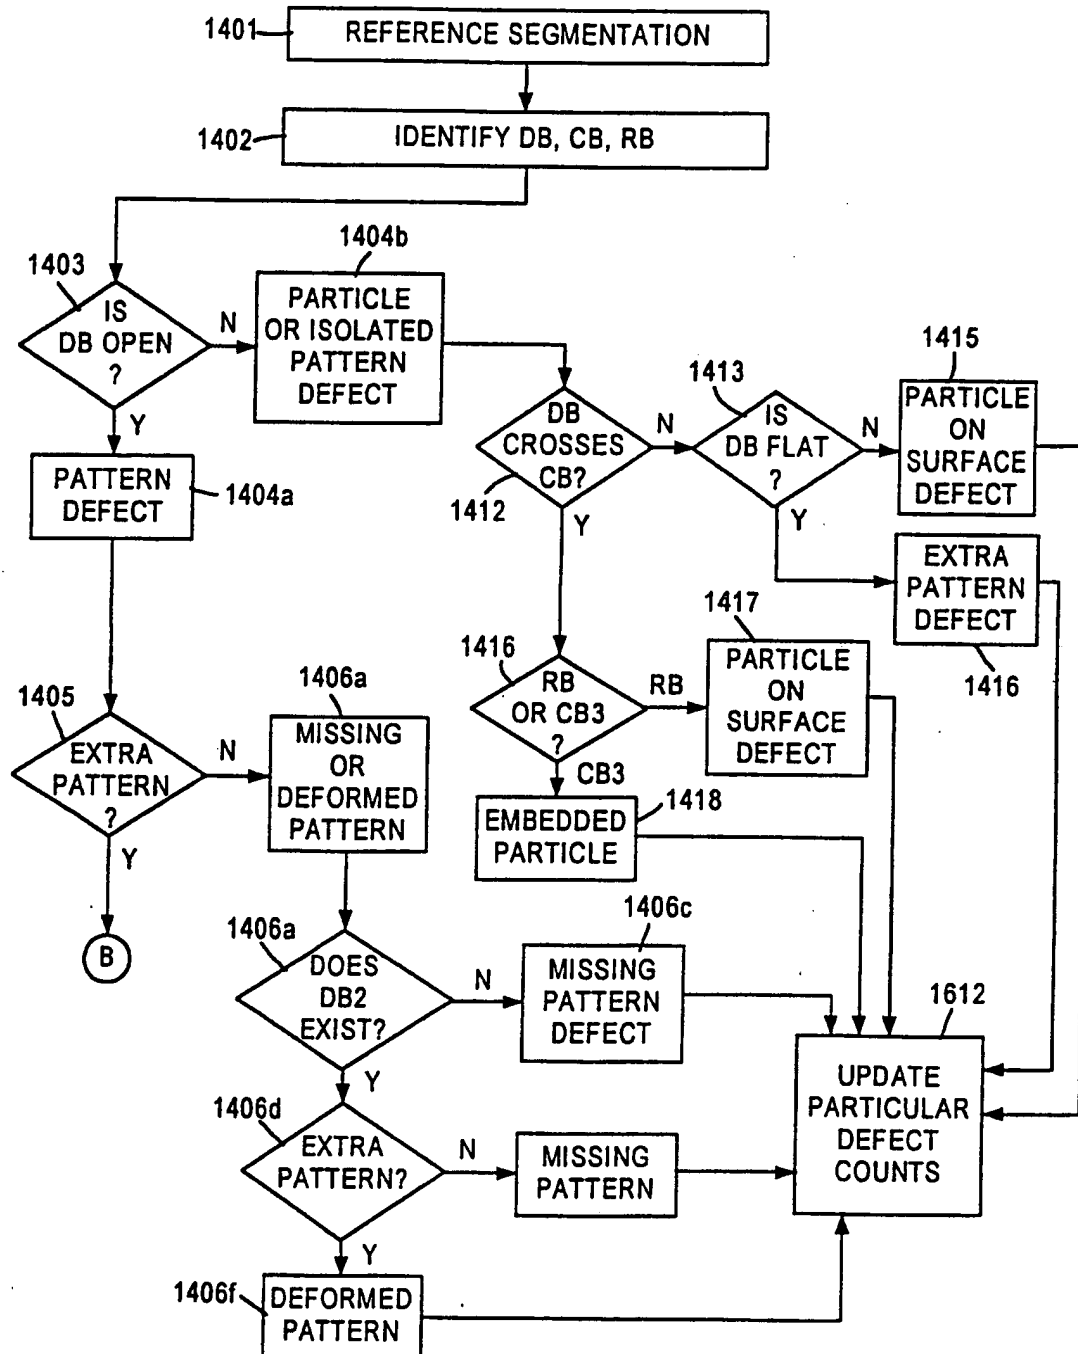 1401
REFERENCE SEGMENTATION
1402
IDENTIFY DB, CB, RB
1403
IS
DB OPEN
?
N
Y
1404b
PARTICLE
OR ISOLATED
PATTERN
DEFECT
PATTERN
DEFECT
1404a
DB
CROSSES
CB?
1412
N
Y
1413
IS
DB FLAT
?
N
Y
1415
PARTICLE
ON
SURFACE
DEFECT
EXTRA
PATTERN
DEFECT
1416
1416
RB
OR CB3
?
RB
CB3
1417
PARTICLE
ON
SURFACE
DEFECT
EMBEDDED
PARTICLE
1418
1405
EXTRA
PATTERN
?
N
Y
B
1406a
MISSING
OR
DEFORMED
PATTERN
1406a
DOES
DB2
EXIST?
N
Y
1406c
MISSING
PATTERN
DEFECT
1406d
EXTRA
PATTERN?
N
Y
MISSING
PATTERN
1406f
DEFORMED
PATTERN
1612
UPDATE
PARTICULAR
DEFECT
COUNTS